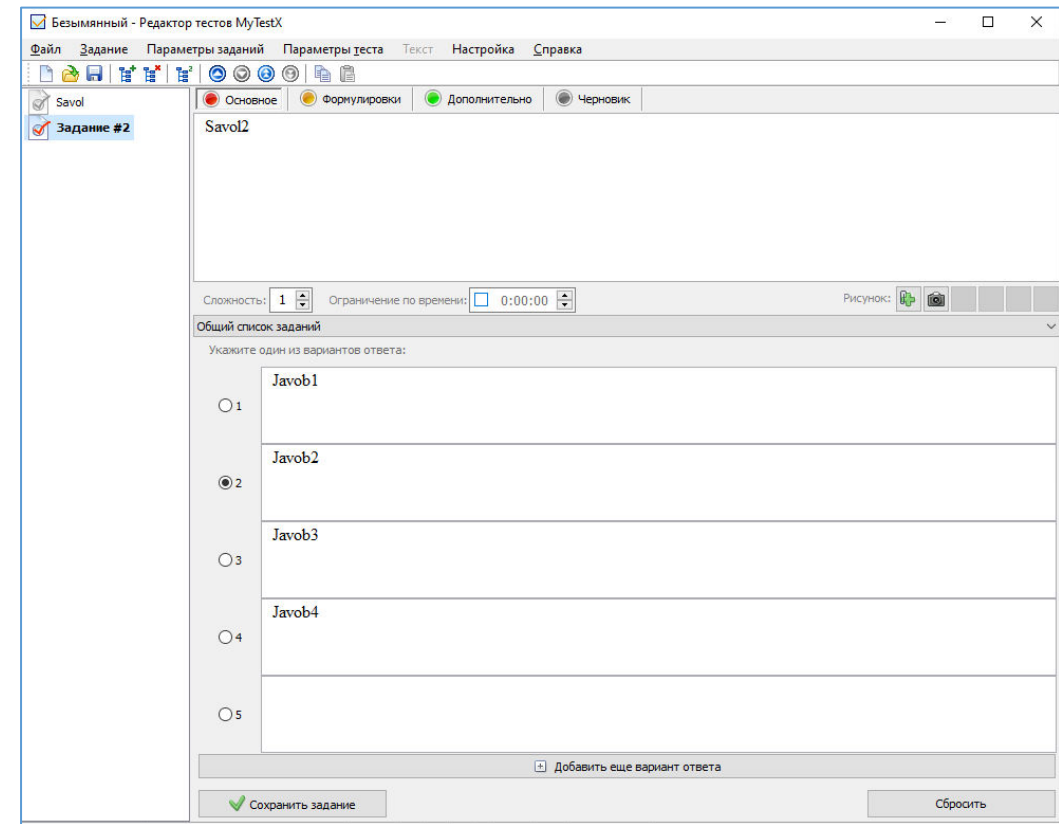 Безымянный - Редактор тестов MyTestX
Файл Задание Параметры заданий Параметры теста Текст Настройка Справка
Savol
Задание #2
Основное Формулировки Дополнительно Черновик
Savol2
Сложность: 1 Ограничение по времени: 0:00:00 Рисунок:
Общий список заданий
Укажите один из вариантов ответа:
Javob1
1
Javob2
2
Javob3
3
Javob4
4
5
Добавить еще вариант ответа
Сохранить задание Сбросить